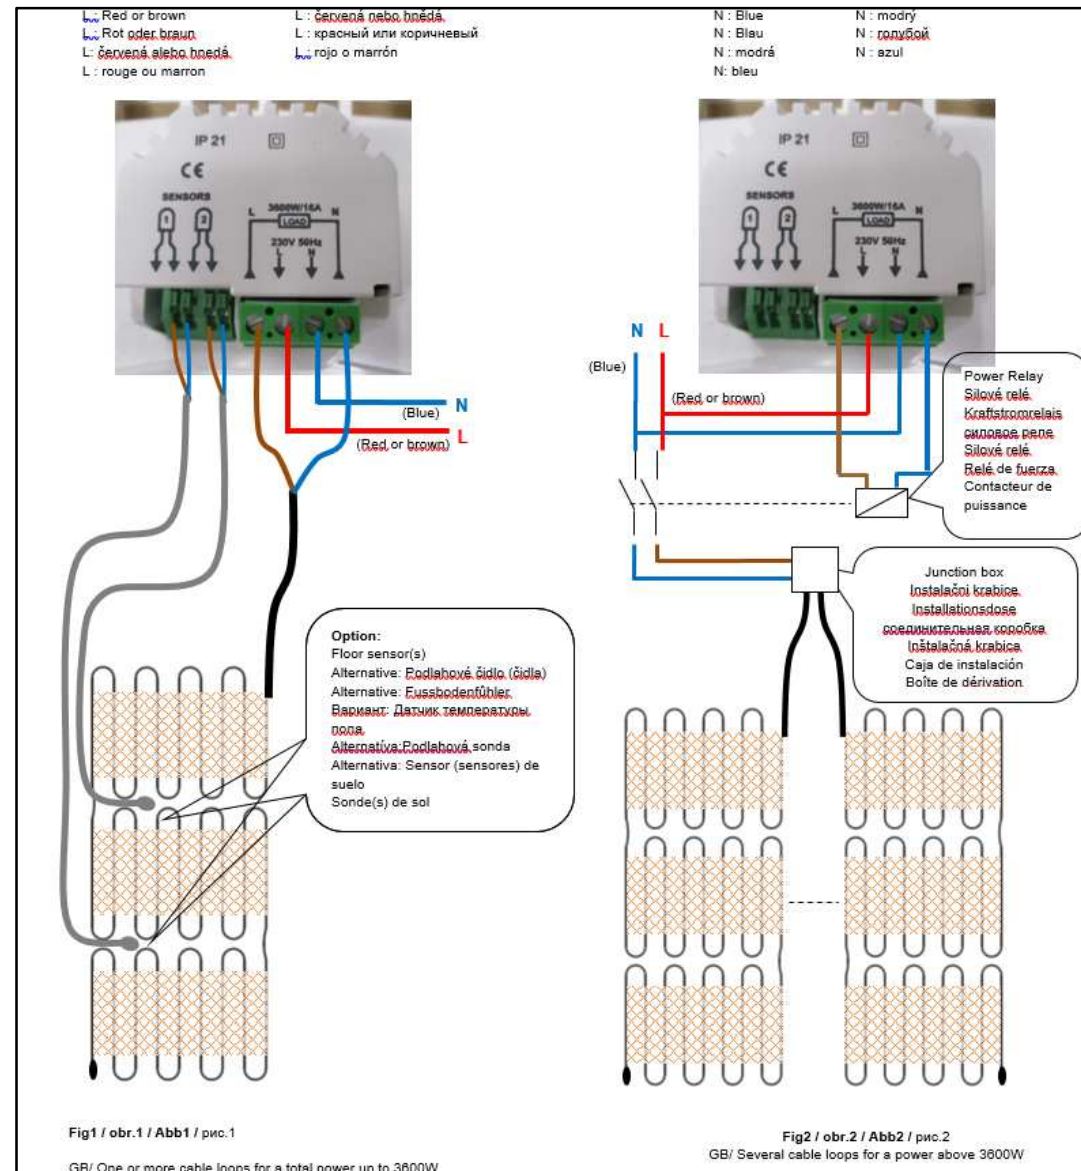 L : Red or brown
L : Rot oder braun
L: červená alebo hnedá
L : rouge ou marron
L : červená nebo hnědá
L : красный или коричневый
L : rojo o marrón
N : Blue
N : Blau
N : modrá
N: bleu
N : modrý
N : голубой
N : azul
IP 21
CE
SENSORS
1 2
3600W/16A
L LOAD N
230V 50Hz
L N
N
(Blue)
(Red or brown) L
Option:
Floor sensor(s)
Alternative: Podlahové čidlo (čidla)
Alternative: Fussbodenfûhler
Вариант: Датчик температуры
пола
Alternatíva:Podlahová sonda
Alternativa: Sensor (sensores) de
suelo
Sonde(s) de sol
Fig1 / obr.1 / Abb1 / рис.1
GB/ One or more cable loops for a total power up to 3600W
IP 21
CE
SENSORS
1 2
3600W/16A
L LOAD N
230V 50Hz
L N
N L
(Blue)
(Red or brown)
Power Relay
Silové relé
Kraftstromrelais
силовое реле
Silové relé
Relé de fuerza
Contacteur de
puissance
Junction box
Instalační krabice
Installationsdose
соединительная коробка
Inštalačná krabica
Caja de instalación
Boîte de dérivation
Fig2 / obr.2 / Abb2 / рис.2
GB/ Several cable loops for a power above 3600W